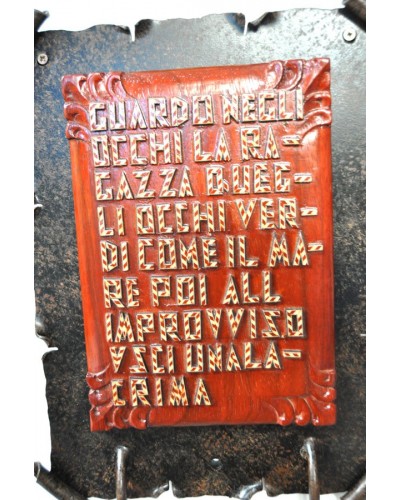 GUARDO NEGLI
OCCHI LA RA-
GAZZA QUEG-
LI OCCHI VER-
DI COME IL MA-
RE POI ALL
IMPROVVISO
VSCI UNA LA-
CRIMA